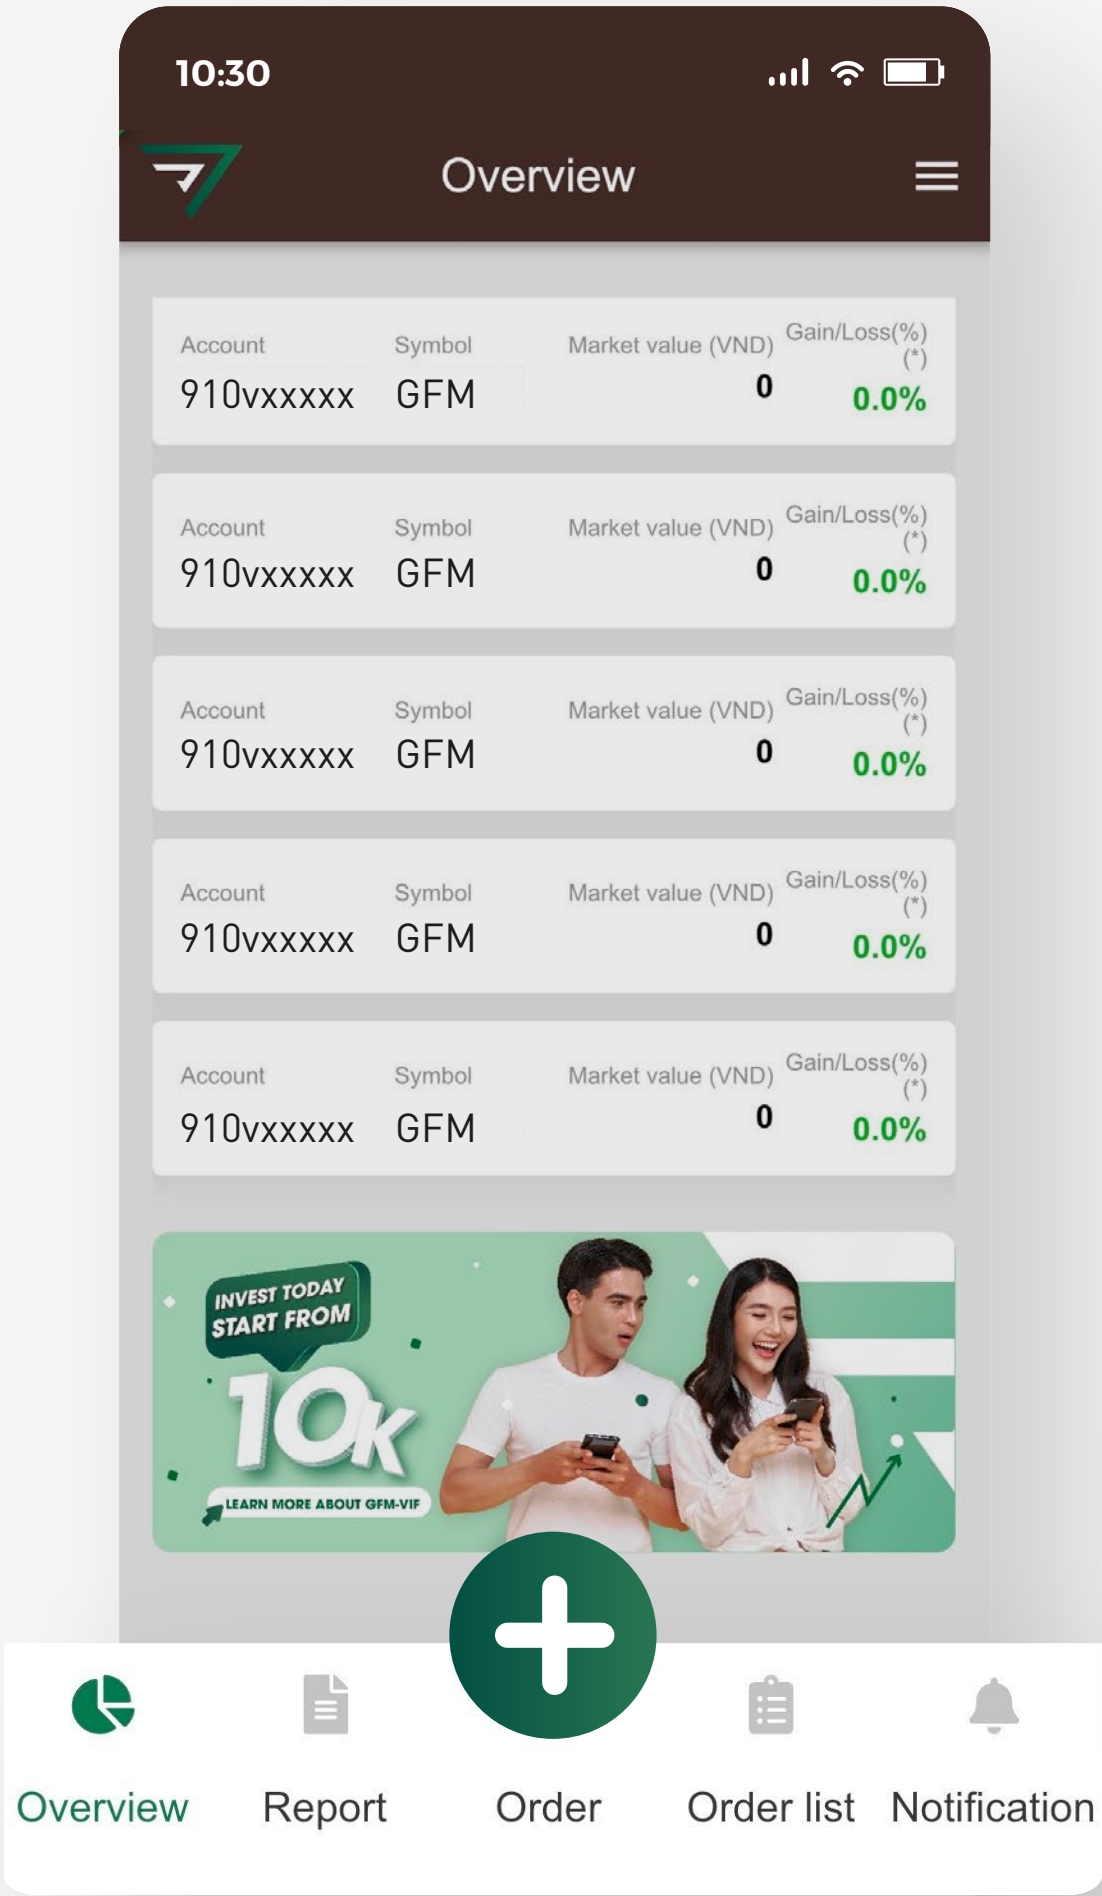 10:30
Overview
Account Symbol Market value (VND) Gain/Loss(%)
(*)
910vxxxxx GFM 0 0.0%
Account Symbol Market value (VND) Gain/Loss(%)
(*)
910vxxxxx GFM 0 0.0%
Account Symbol Market value (VND) Gain/Loss(%)
(*)
910vxxxxx GFM 0 0.0%
Account Symbol Market value (VND) Gain/Loss(%)
(*)
910vxxxxx GFM 0 0.0%
Account Symbol Market value (VND) Gain/Loss(%)
(*)
910vxxxxx GFM 0 0.0%
INVEST TODAY
START FROM
10K
LEARN MORE ABOUT GFM-VIF
Overview Report Order Order list Notification